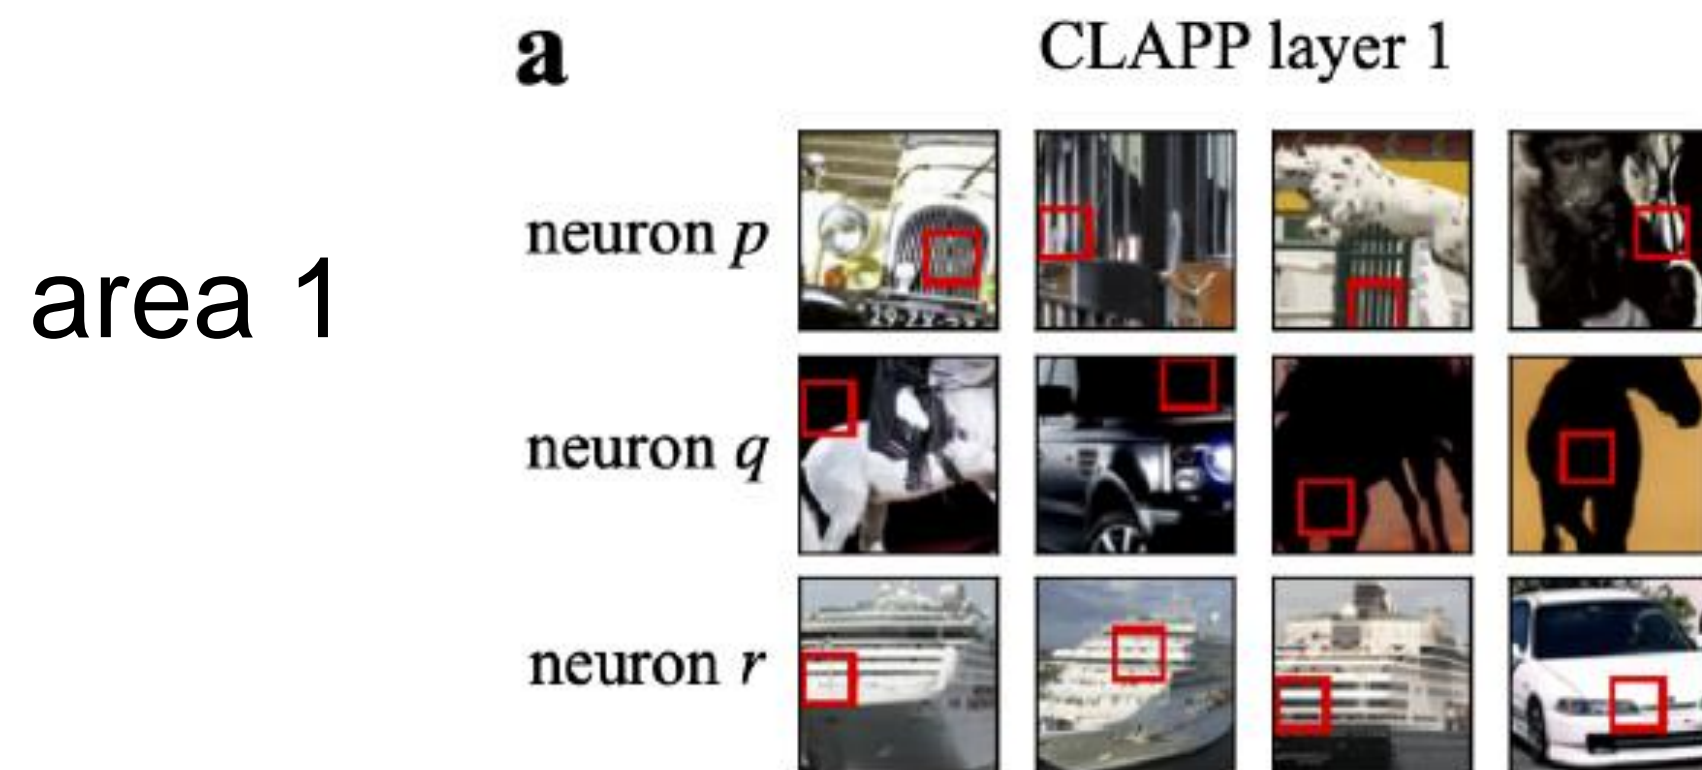 a
CLAPP layer 1
neuron p
area 1
neuron q
neuron r